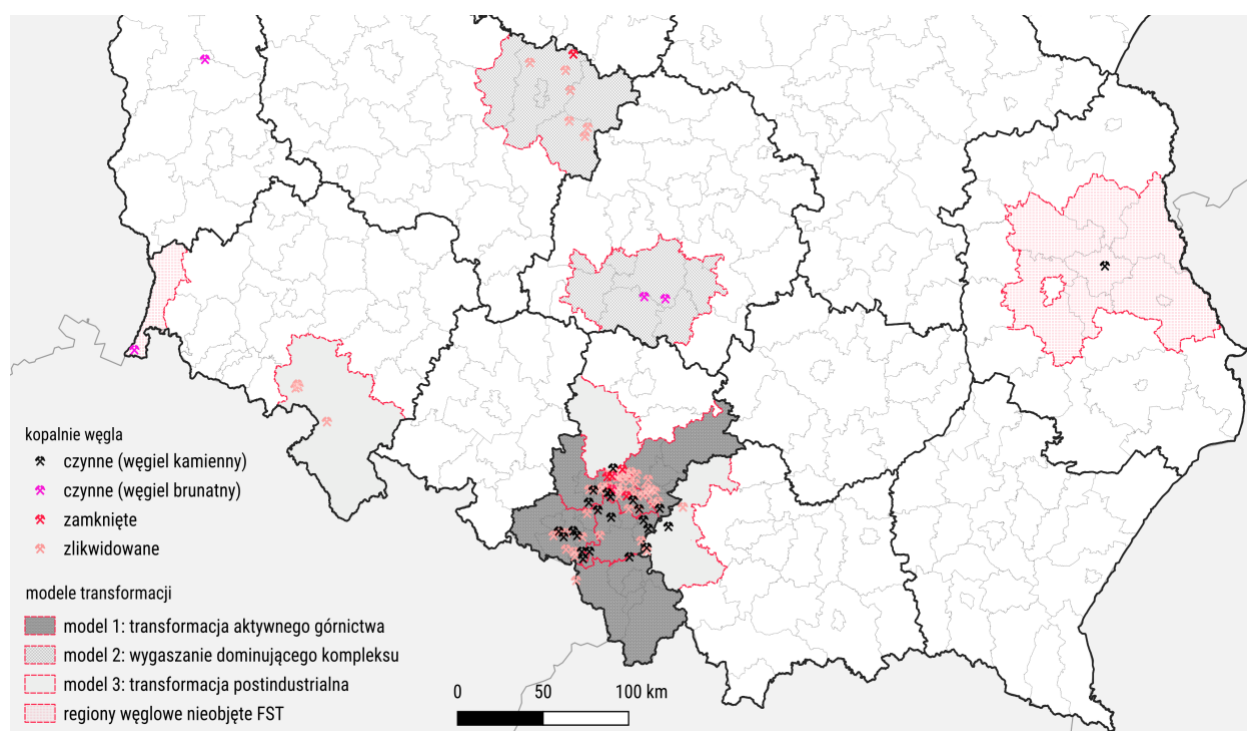 kopalnie węgla
czynne (węgiel kamienny)
czynne (węgiel brunatny)
zamknięte
zlikwidowane
modele transformacji
model 1: transformacja aktywnego górnictwa
model 2: wygaszanie dominującego kompleksu
model 3: transformacja postindustrialna
regiony węglowe nieobjęte FST
0 50 100 km